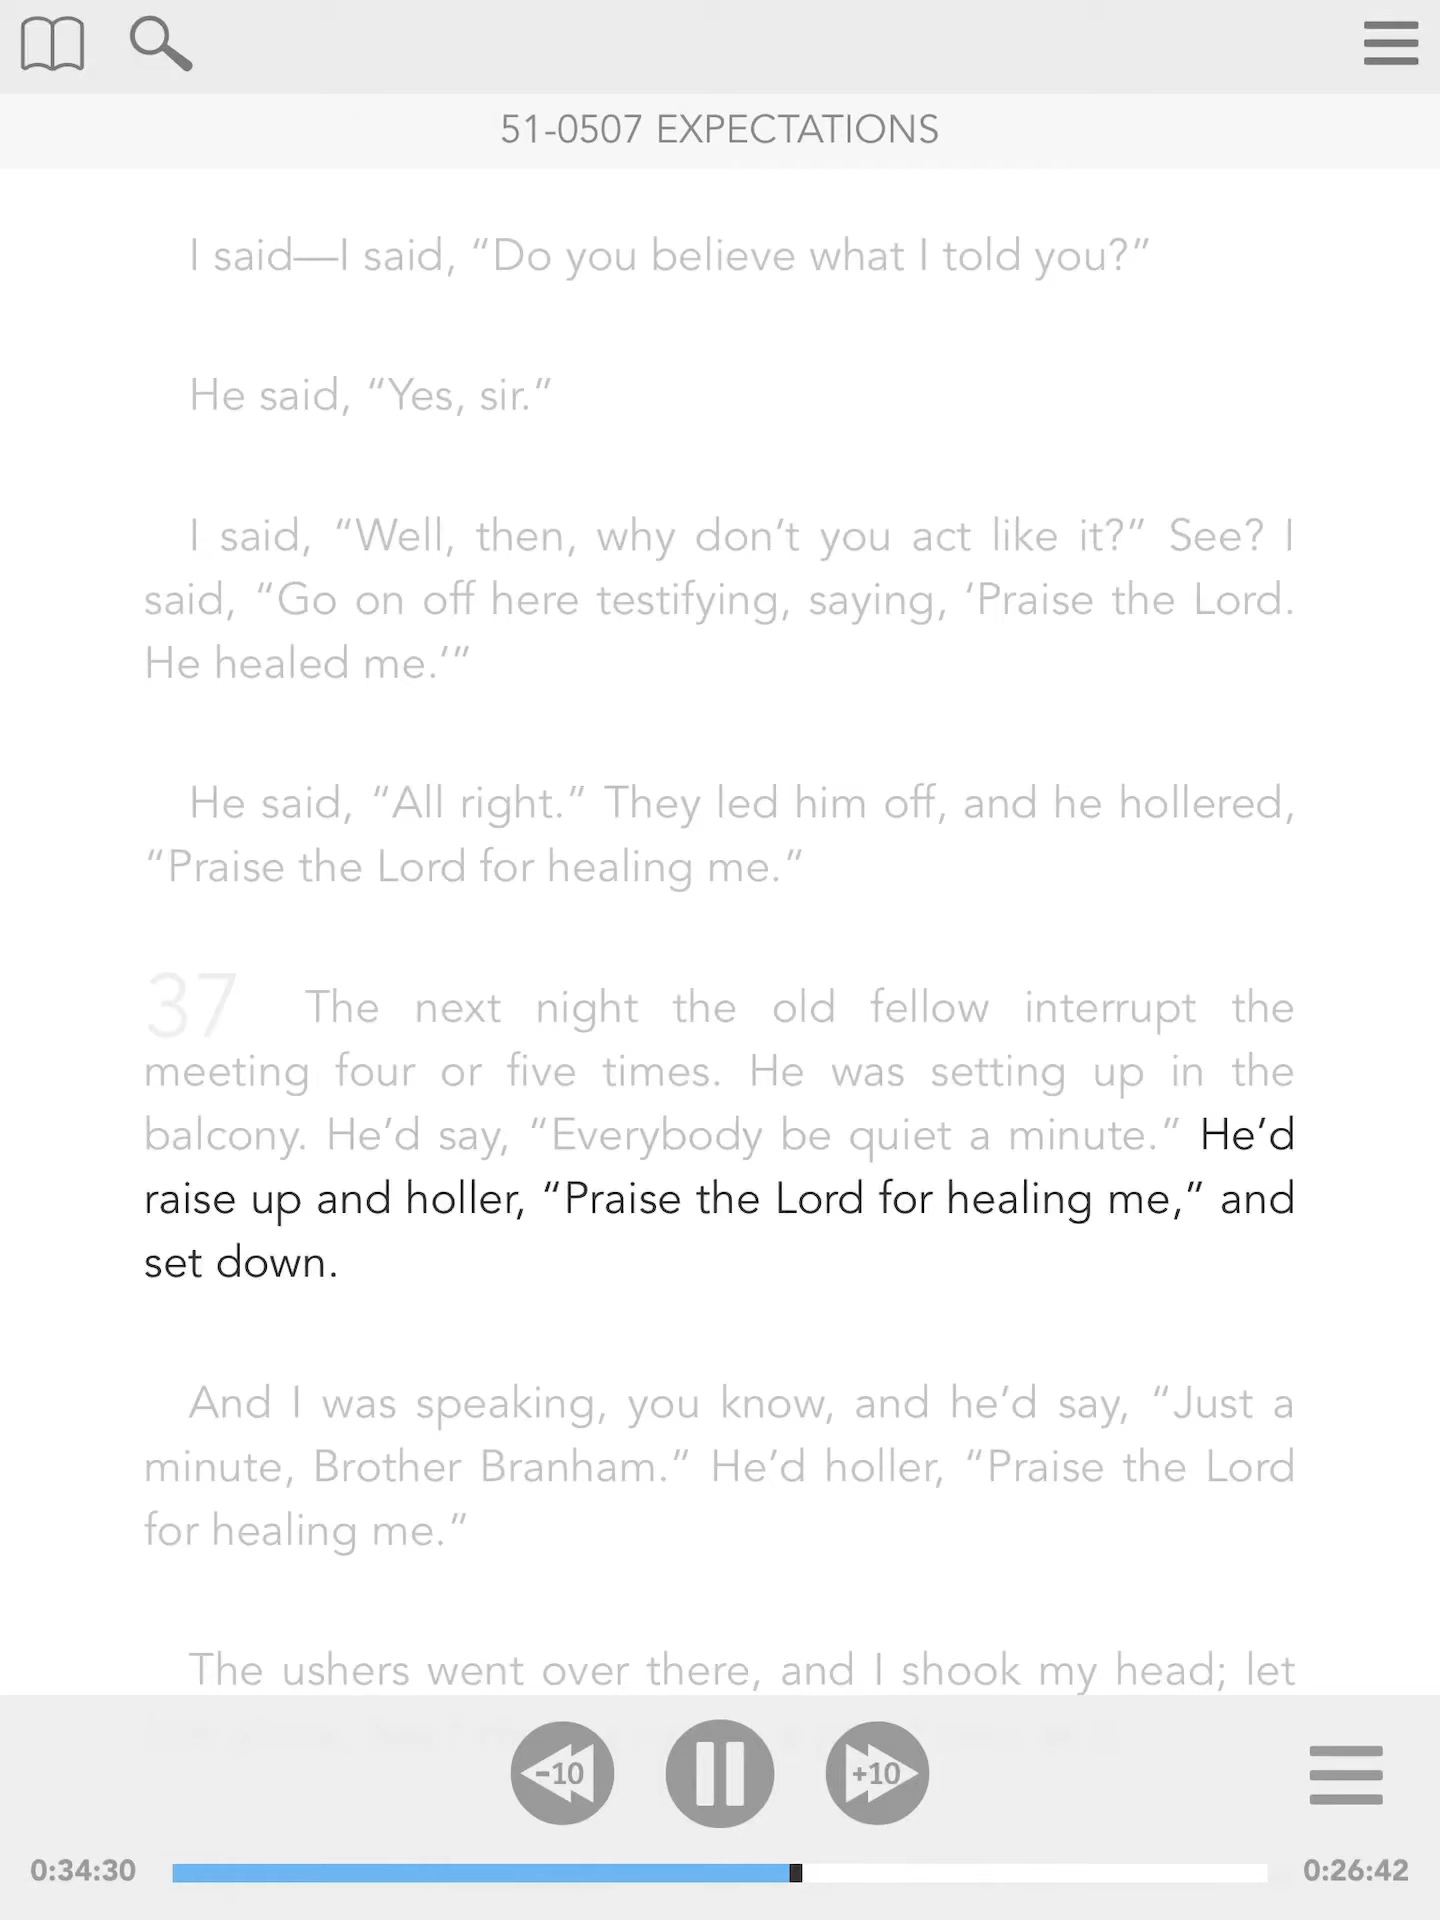 51-0507 EXPECTATIONS
I said—I said, “Do you believe what I told you?”
He said, “Yes, sir.”
I said, “Well, then, why don’t you act like it?” See? I
said, “Go on off here testifying, saying, ‘Praise the Lord.
He healed me.’”
He said, “All right.” They led him off, and he hollered,
“Praise the Lord for healing me.”
37 The next night the old fellow interrupt the
meeting four or five times. He was setting up in the
balcony. He’d say, “Everybody be quiet a minute.” He’d
raise up and holler, “Praise the Lord for healing me,” and
set down.
And I was speaking, you know, and he’d say, “Just a
minute, Brother Branham.” He’d holler, “Praise the Lord
for healing me.”
The ushers went over there, and I shook my head; let
-10 +10
0:34:30 0:26:42